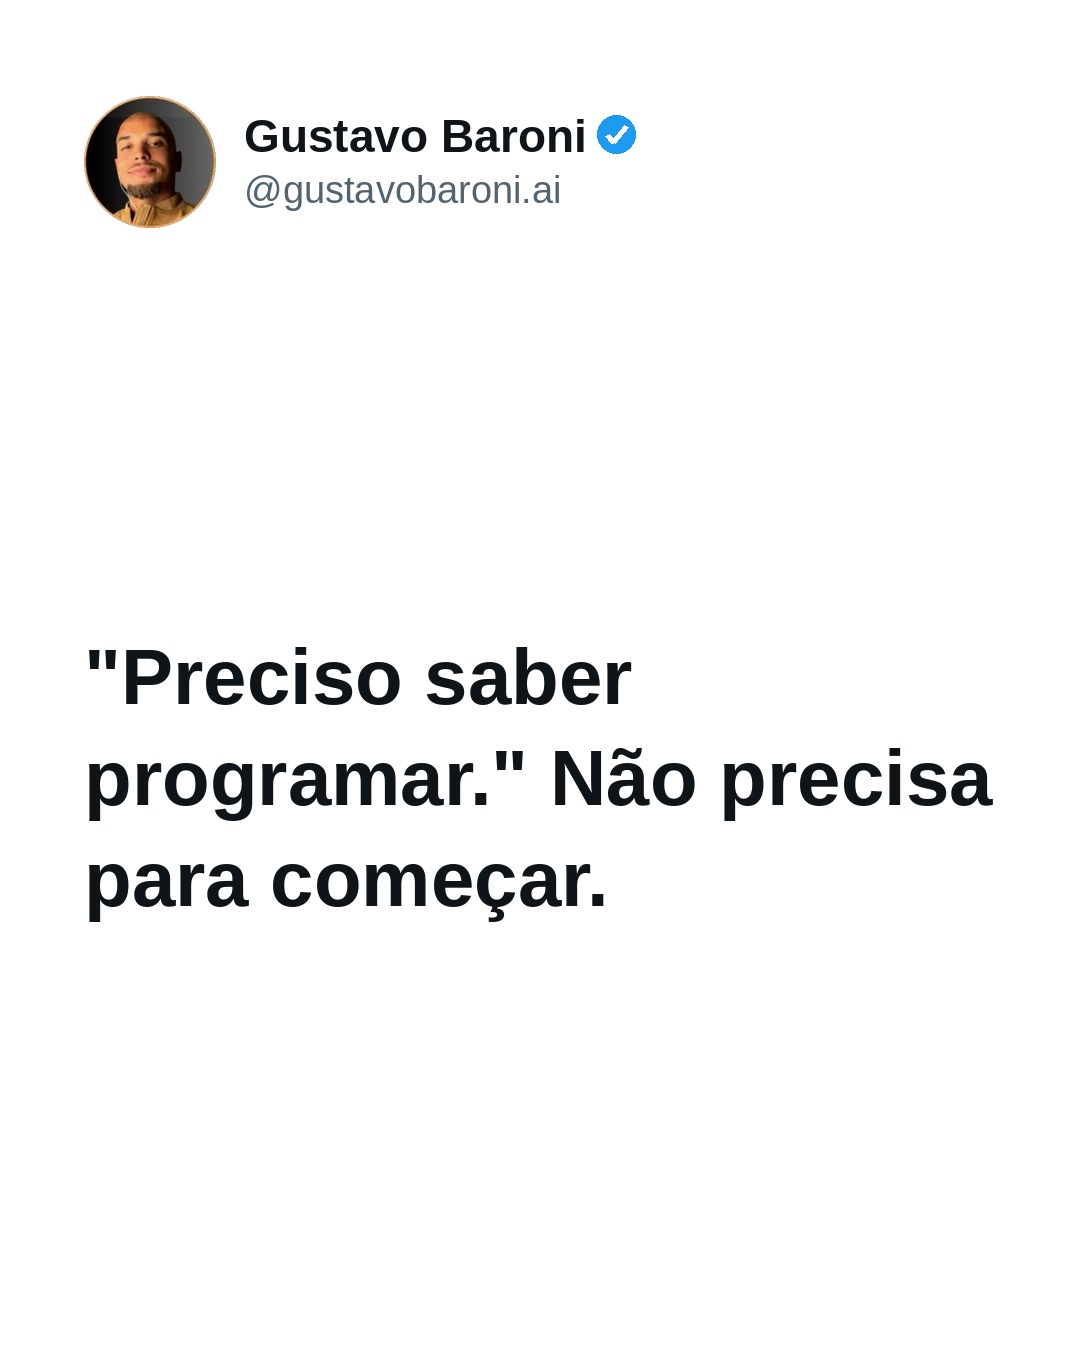 Gustavo Baroni
@gustavobaroni.ai
"Preciso saber
programar." Não precisa
para começar.